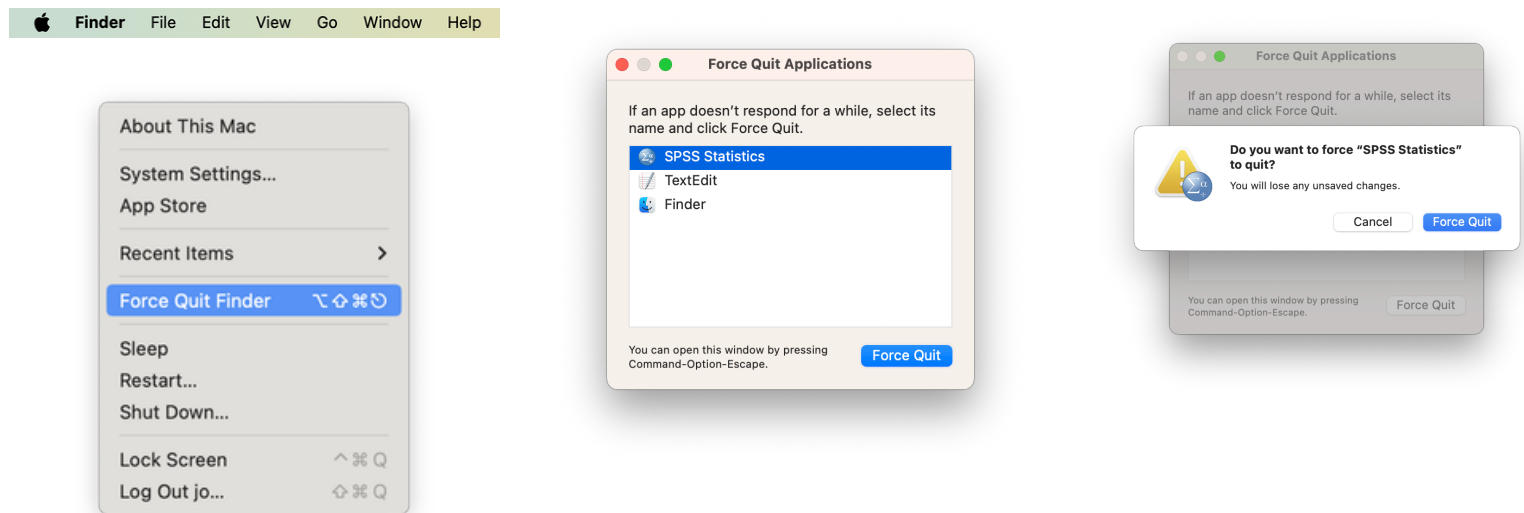 Finder File Edit View Go Window Help
About This Mac
System Settings...
App Store
Recent Items
Force Quit Finder ⌥⇧⌘⎋
Sleep
Restart...
Shut Down...
Lock Screen ^⌘Q
Log Out jo... ⇧⌘Q
Force Quit Applications
If an app doesn’t respond for a while, select its
name and click Force Quit.
SPSS Statistics
TextEdit
Finder
You can open this window by pressing
Command-Option-Escape.
Force Quit
Force Quit Applications
If an app doesn’t respond for a while, select its
name and click Force Quit.
Do you want to force “SPSS Statistics”
to quit?
You will lose any unsaved changes.
Cancel
Force Quit
You can open this window by pressing
Command-Option-Escape.
Force Quit